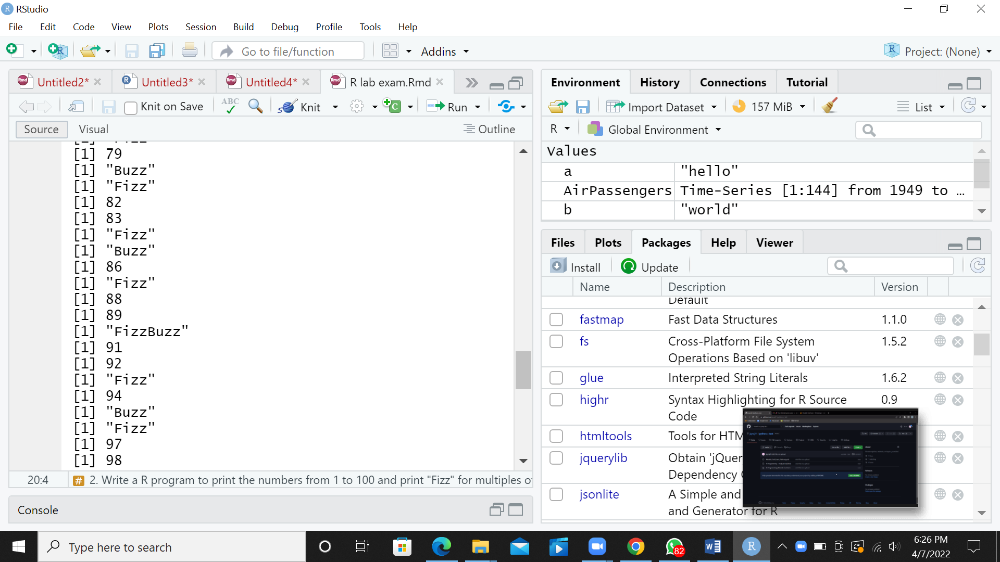 RStudio
File Edit Code View Plots Session Build Debug Profile Tools Help
Go to file/function Addins Project: (None)
Untitled2* Untitled3* Untitled4* R lab exam.Rmd
Knit on Save ABC Knit Run
Source Visual Outline
[1] 79
[1] "Buzz"
[1] "Fizz"
[1] 82
[1] 83
[1] "Fizz"
[1] "Buzz"
[1] 86
[1] "Fizz"
[1] 88
[1] 89
[1] "FizzBuzz"
[1] 91
[1] 92
[1] "Fizz"
[1] 94
[1] "Buzz"
[1] "Fizz"
[1] 97
[1] 98
20:4 # 2. Write a R program to print the numbers from 1 to 100 and print "Fizz" for multiples o
Console
Environment History Connections Tutorial
Import Dataset 157 MiB List
R Global Environment
Values
a "hello"
AirPassengers Time-Series [1:144] from 1949 to …
b "world"
Files Plots Packages Help Viewer
Install Update
Name Description Version
Default
fastmap Fast Data Structures 1.1.0
fs Cross-Platform File System 1.5.2
Operations Based on 'libuv'
glue Interpreted String Literals 1.6.2
highr Syntax Highlighting for R Source 0.9
Code
htmltools Tools for HTM
jquerylib Obtain 'jQuer
Dependency
jsonlite A Simple and
and Generator for R
Type here to search
82
6:26 PM
4/7/2022